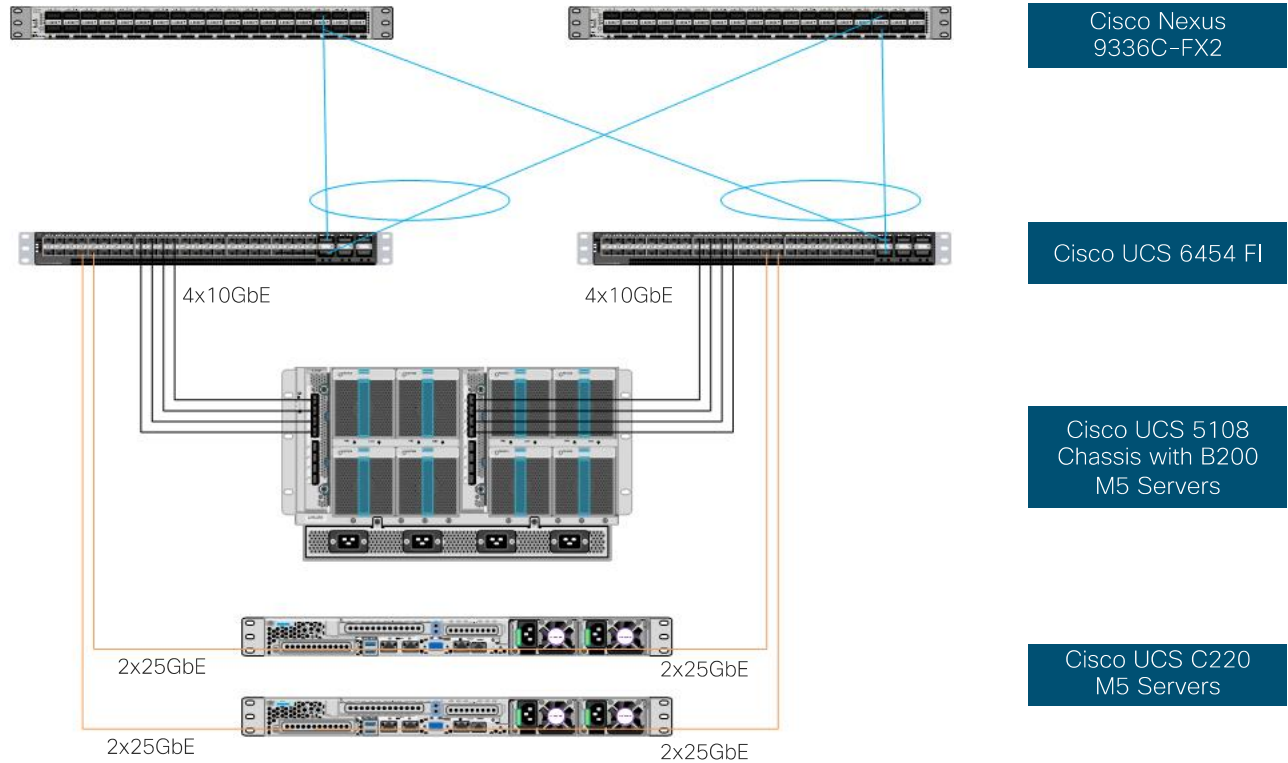 Cisco Nexus
9336C-FX2
Cisco UCS 6454 FI
4x10GbE
4x10GbE
Cisco UCS 5108
Chassis with B200
M5 Servers
2x25GbE
2x25GbE
Cisco UCS C220
M5 Servers
2x25GbE
2x25GbE